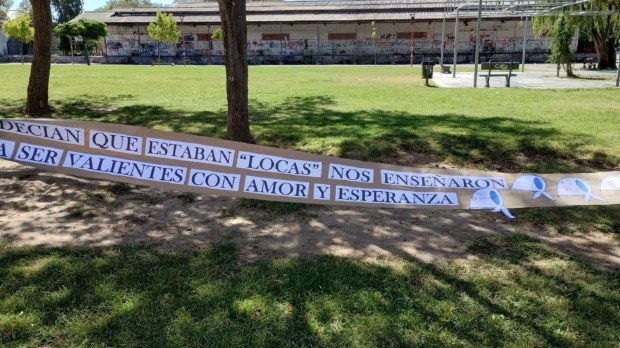 DECIAN QUE ESTABAN "LOCAS" NOS ENSEÑARON
A SER VALIENTES CON AMOR Y ESPERANZA